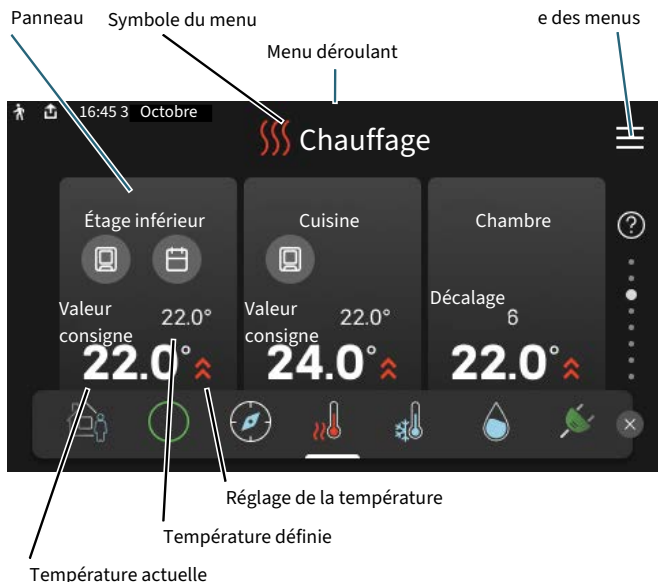 Panneau
Symbole du menu
e des menus
Menu déroulant
16:45 3 Octobre
Chauffage
Étage inférieur
Cuisine
Chambre
?
Valeur consigne 22.0°
Valeur consigne 22.0°
Décalage 6
22.0°
24.0°
22.0°
Réglage de la température
Température définie
Température actuelle